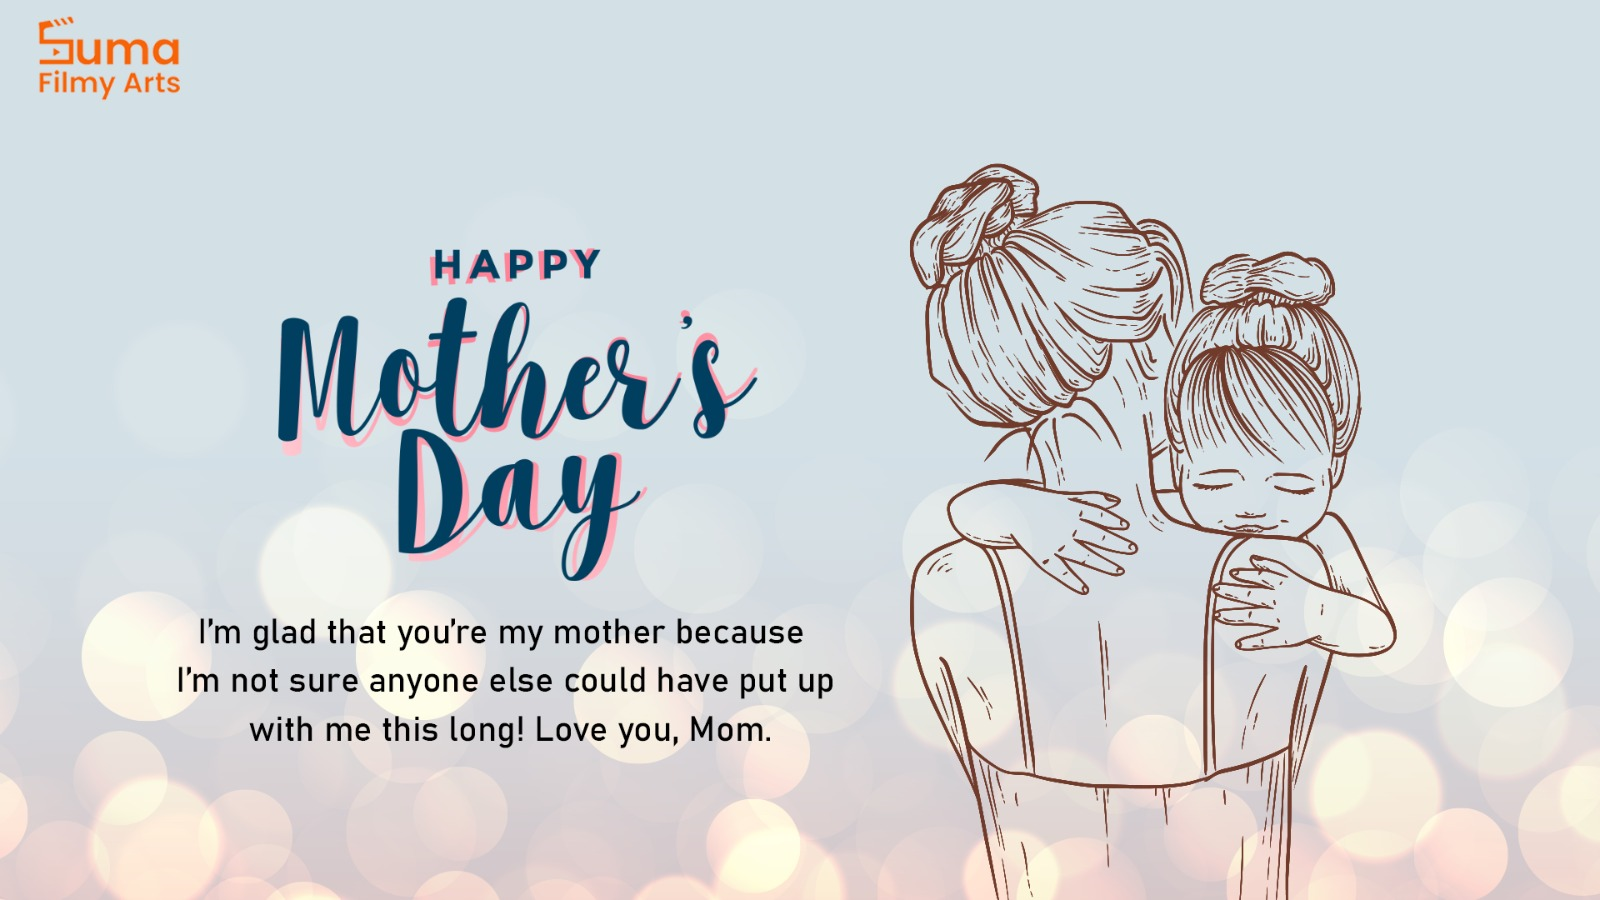 Suma
Filmy Arts
HAPPY
Mother's
Day
I'm glad that you're my mother because
I'm not sure anyone else could have put up
with me this long! Love you, Mom.